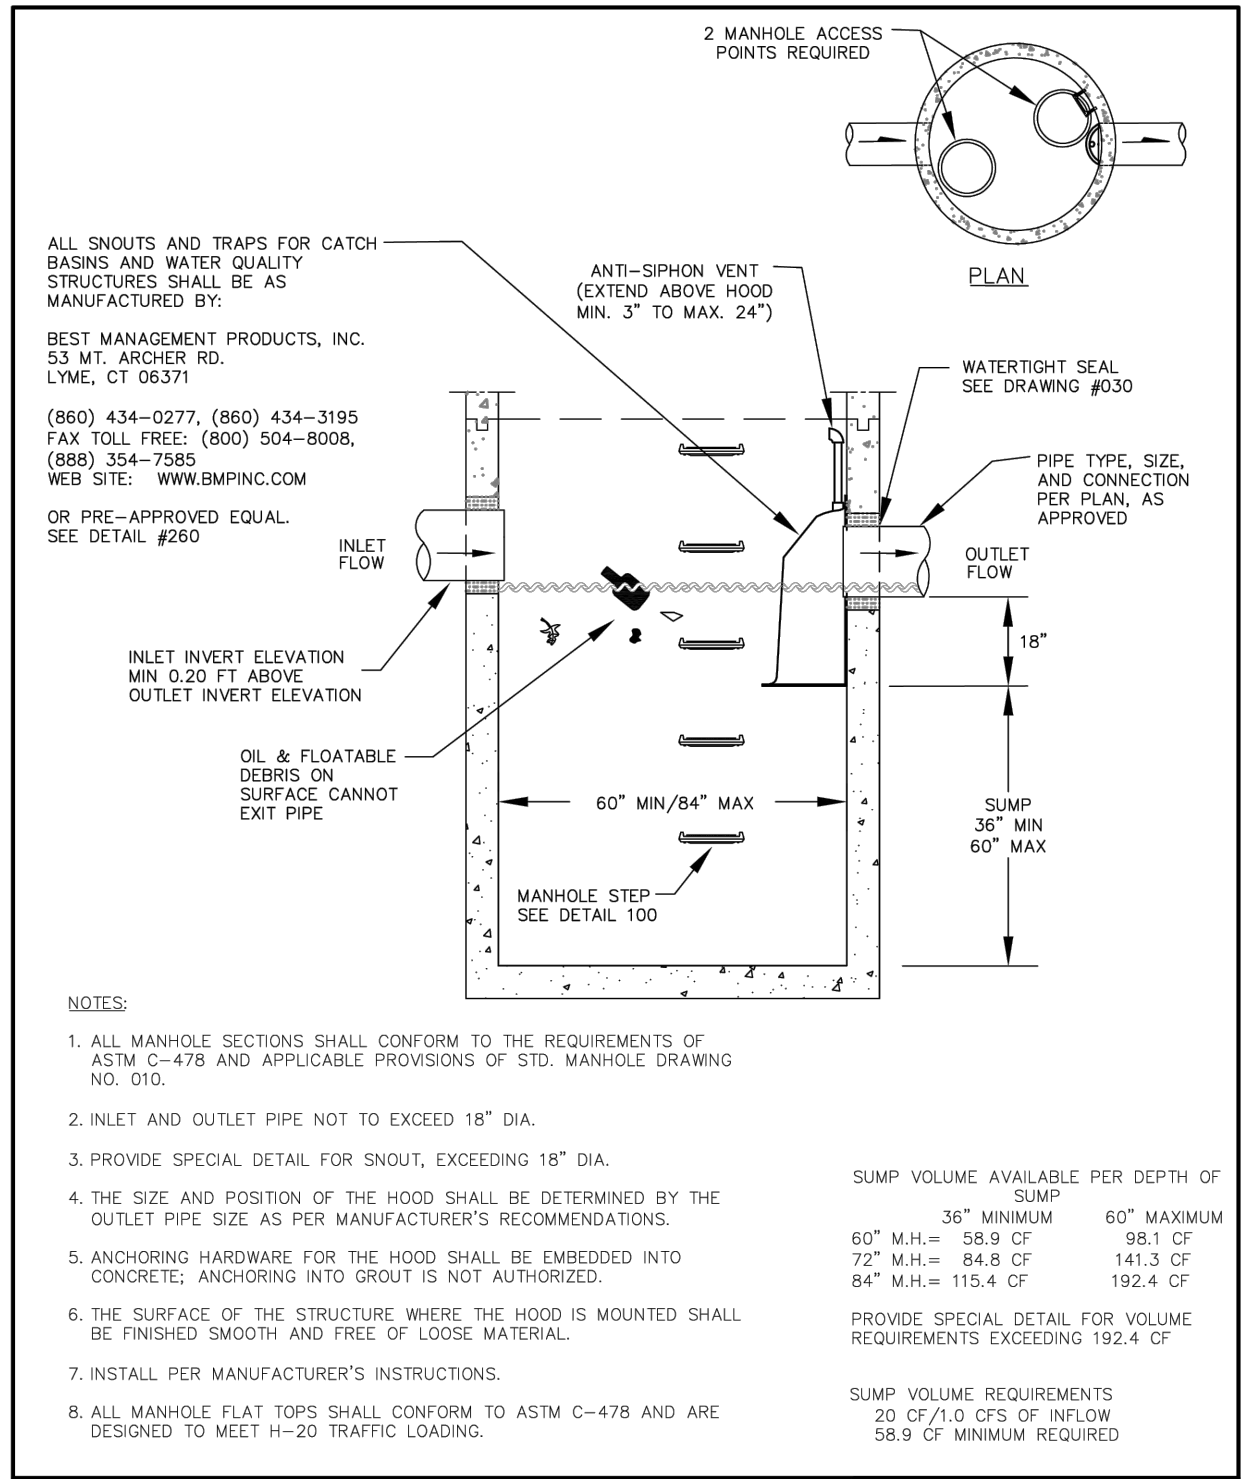 2 MANHOLE ACCESS
POINTS REQUIRED
PLAN
ALL SNOUTS AND TRAPS FOR CATCH
BASINS AND WATER QUALITY
STRUCTURES SHALL BE AS
MANUFACTURED BY:
BEST MANAGEMENT PRODUCTS, INC.
53 MT. ARCHER RD.
LYME, CT 06371
(860) 434-0277, (860) 434-3195
FAX TOLL FREE: (800) 504-8008,
(888) 354-7585
WEB SITE: WWW.BMPINC.COM
OR PRE-APPROVED EQUAL.
SEE DETAIL #260
ANTI-SIPHON VENT
(EXTEND ABOVE HOOD
MIN. 3" TO MAX. 24")
WATERTIGHT SEAL
SEE DRAWING #030
PIPE TYPE, SIZE,
AND CONNECTION
PER PLAN, AS
APPROVED
INLET
FLOW
OUTLET
FLOW
18"
INLET INVERT ELEVATION
MIN 0.20 FT ABOVE
OUTLET INVERT ELEVATION
OIL & FLOATABLE
DEBRIS ON
SURFACE CANNOT
EXIT PIPE
60" MIN/84" MAX
SUMP
36" MIN
60" MAX
MANHOLE STEP
SEE DETAIL 100
NOTES:
1. ALL MANHOLE SECTIONS SHALL CONFORM TO THE REQUIREMENTS OF
ASTM C-478 AND APPLICABLE PROVISIONS OF STD. MANHOLE DRAWING
NO. 010.
2. INLET AND OUTLET PIPE NOT TO EXCEED 18" DIA.
3. PROVIDE SPECIAL DETAIL FOR SNOUT, EXCEEDING 18" DIA.
4. THE SIZE AND POSITION OF THE HOOD SHALL BE DETERMINED BY THE
OUTLET PIPE SIZE AS PER MANUFACTURER'S RECOMMENDATIONS.
5. ANCHORING HARDWARE FOR THE HOOD SHALL BE EMBEDDED INTO
CONCRETE; ANCHORING INTO GROUT IS NOT AUTHORIZED.
6. THE SURFACE OF THE STRUCTURE WHERE THE HOOD IS MOUNTED SHALL
BE FINISHED SMOOTH AND FREE OF LOOSE MATERIAL.
7. INSTALL PER MANUFACTURER'S INSTRUCTIONS.
8. ALL MANHOLE FLAT TOPS SHALL CONFORM TO ASTM C-478 AND ARE
DESIGNED TO MEET H-20 TRAFFIC LOADING.
SUMP VOLUME AVAILABLE PER DEPTH OF
SUMP
36" MINIMUM 60" MAXIMUM
60" M.H.= 58.9 CF 98.1 CF
72" M.H.= 84.8 CF 141.3 CF
84" M.H.= 115.4 CF 192.4 CF
PROVIDE SPECIAL DETAIL FOR VOLUME
REQUIREMENTS EXCEEDING 192.4 CF
SUMP VOLUME REQUIREMENTS
20 CF/1.0 CFS OF INFLOW
58.9 CF MINIMUM REQUIRED